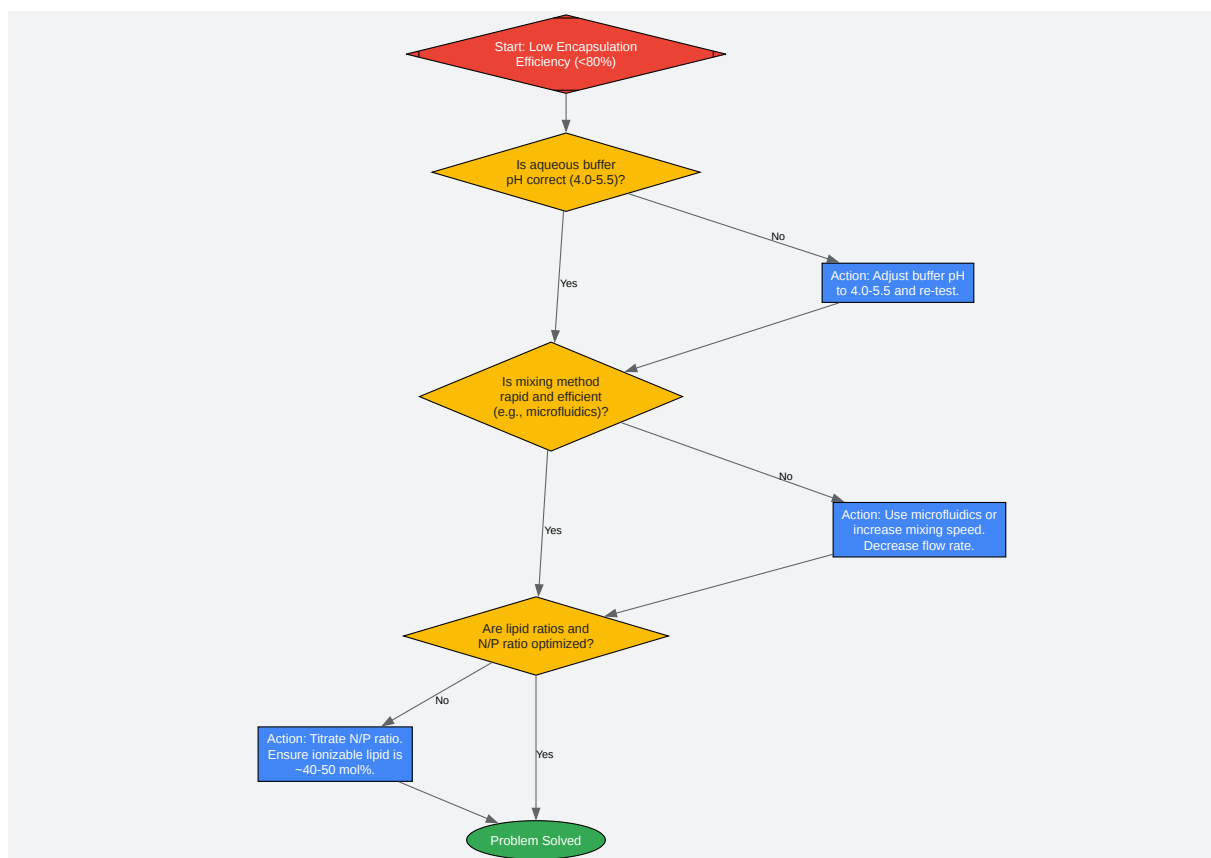 Start: Low Encapsulation
Efficiency (<80%)
Is aqueous buffer
pH correct (4.0-5.5)?
No
Action: Adjust buffer pH
to 4.0-5.5 and re-test.
Yes
Is mixing method
rapid and efficient
(e.g., microfluidics)?
No
Action: Use microfluidics or
increase mixing speed.
Decrease flow rate.
Yes
Are lipid ratios and
N/P ratio optimized?
No
Action: Titrate N/P ratio.
Ensure ionizable lipid is
~40-50 mol%.
Yes
Problem Solved